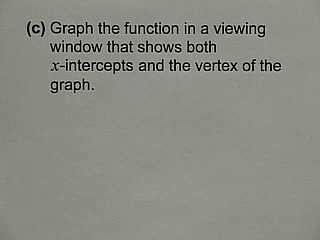 (c) Graph the function in a viewing
window that shows both
x-intercepts and the vertex of the
graph.